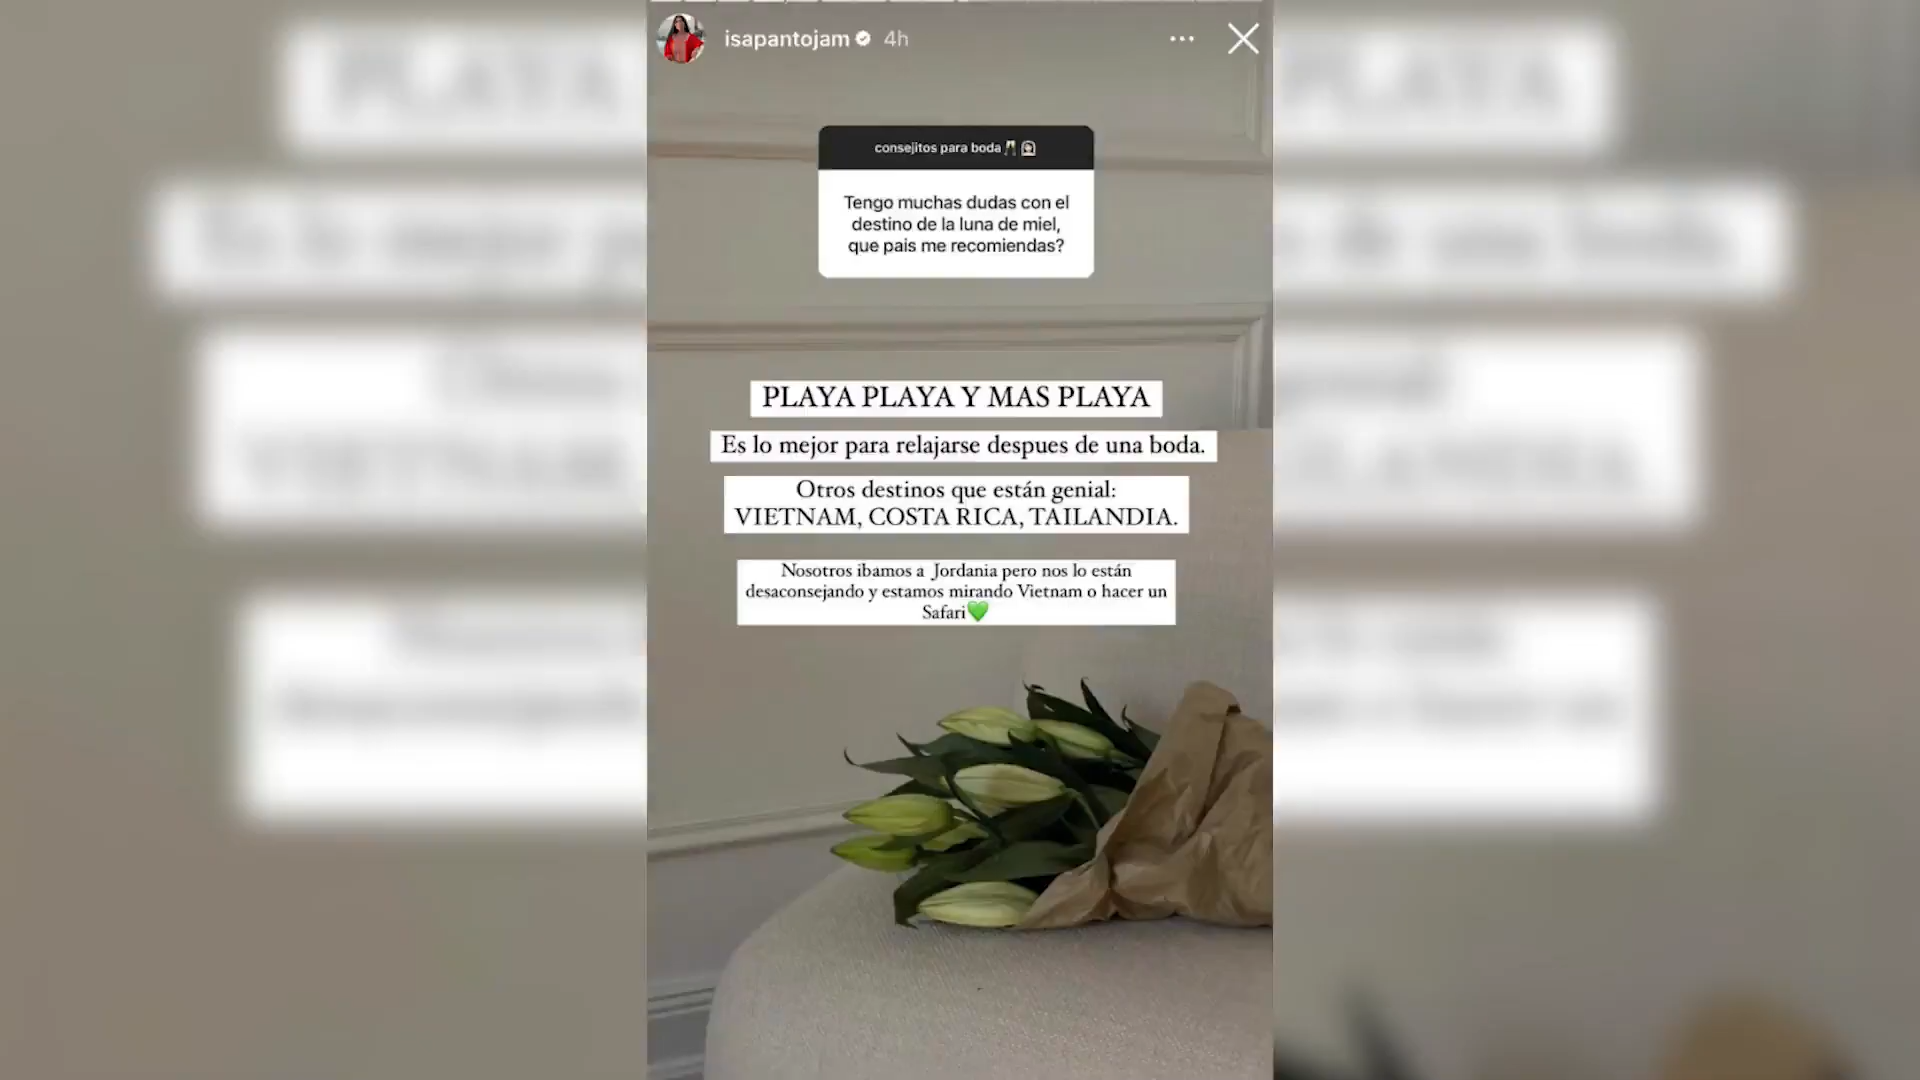 isapantojam 4h
consejitos para boda
Tengo muchas dudas con el
destino de la luna de miel,
que pais me recomiendas?
PLAYA PLAYA Y MAS PLAYA
Es lo mejor para relajarse despues de una boda.
Otros destinos que están genial:
VIETNAM, COSTA RICA, TAILANDIA.
Nosotros ibamos a Jordania pero nos lo están
desaconsejando y estamos mirando Vietnam o hacer un
Safari💚